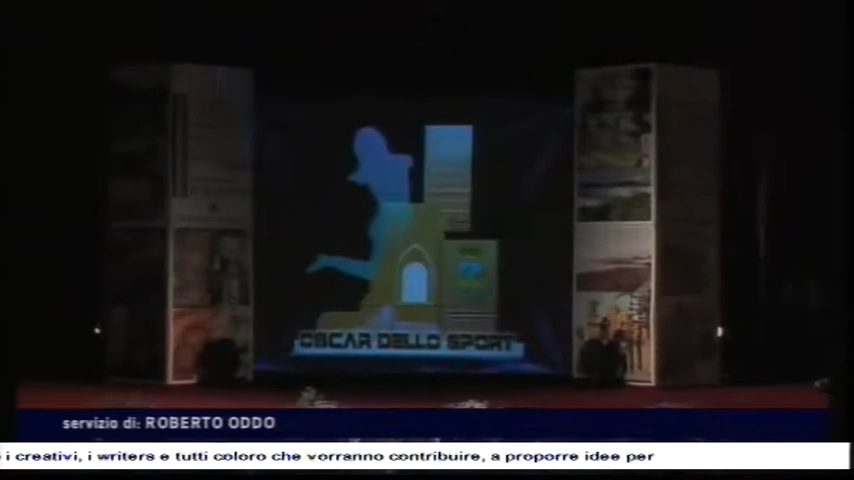 OSCAR DELLO SPORT
servizio di: ROBERTO ODDO
i creativi, i writers e tutti coloro che vorranno contribuire, a proporre idee per